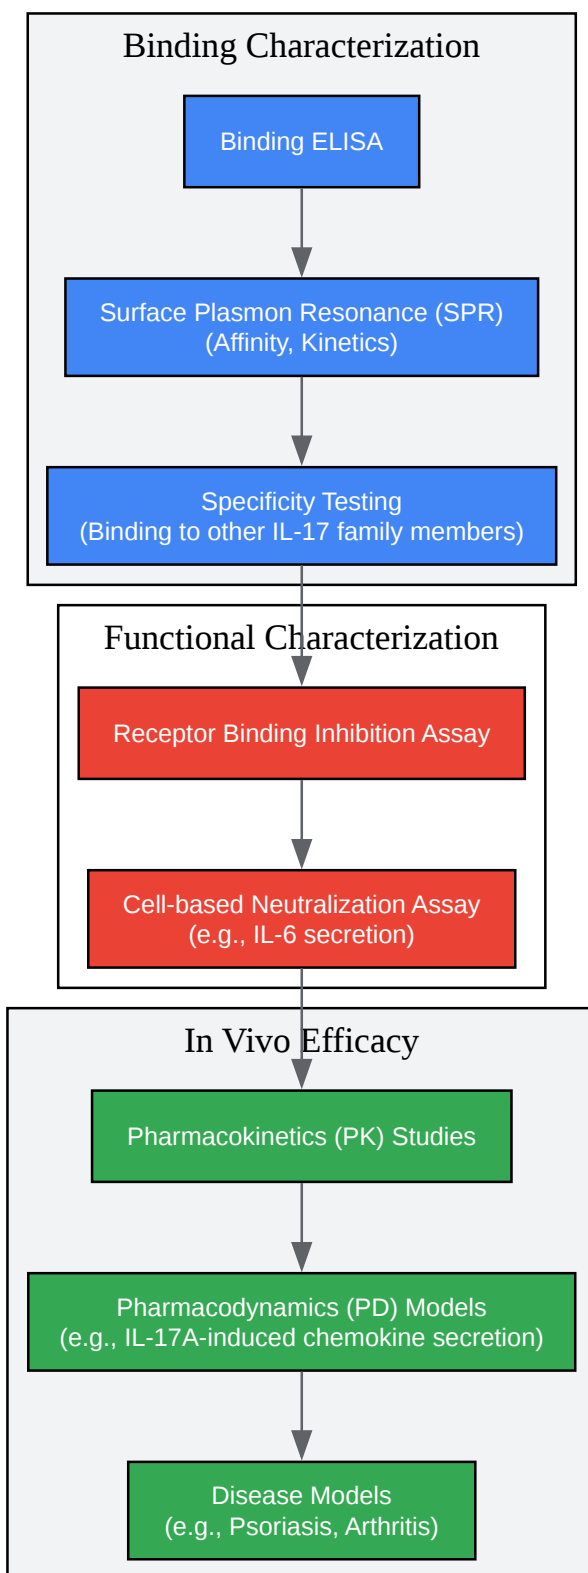 Binding Characterization
Binding ELISA
Surface Plasmon Resonance (SPR)
(Affinity, Kinetics)
Specificity Testing
(Binding to other IL-17 family members)
Functional Characterization
Receptor Binding Inhibition Assay
Cell-based Neutralization Assay
(e.g., IL-6 secretion)
In Vivo Efficacy
Pharmacokinetics (PK) Studies
Pharmacodynamics (PD) Models
(e.g., IL-17A-induced chemokine secretion)
Disease Models
(e.g., Psoriasis, Arthritis)